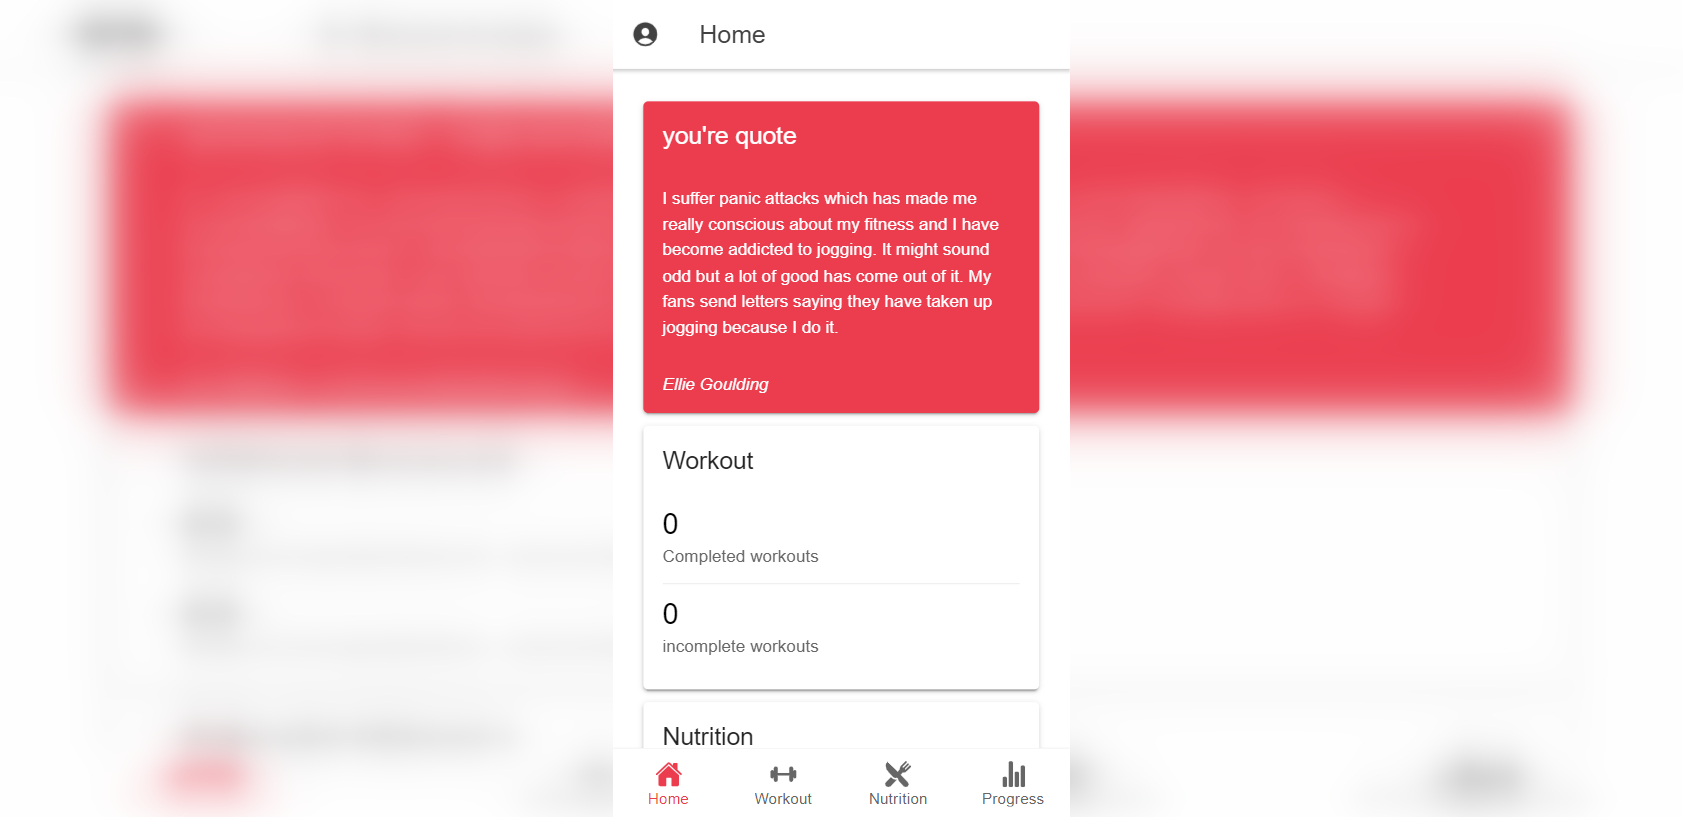 Home
you're quote
I suffer panic attacks which has made me
really conscious about my fitness and I have
become addicted to jogging. It might sound
odd but a lot of good has come out of it. My
fans send letters saying they have taken up
jogging because I do it.
Ellie Goulding
Workout
0
Completed workouts
0
incomplete workouts
Nutrition
Home
Workout
Nutrition
Progress